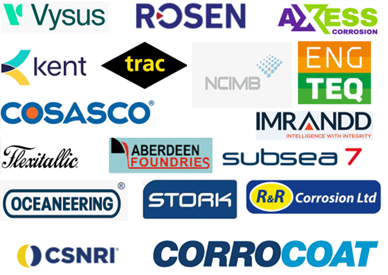 Vysus
ROSEN
AXESS
CORROSION
kent
trac
NCIMB
ENG
TEQ
COSASCO®
IMRANDD
INTELLIGENCE WITH INTEGRITY
Flexitallic
ABERDEEN
FOUNDRIES
subsea 7
OCEANEERING®
STORK
R&R Corrosion Ltd
CSNRI
CORROCOAT